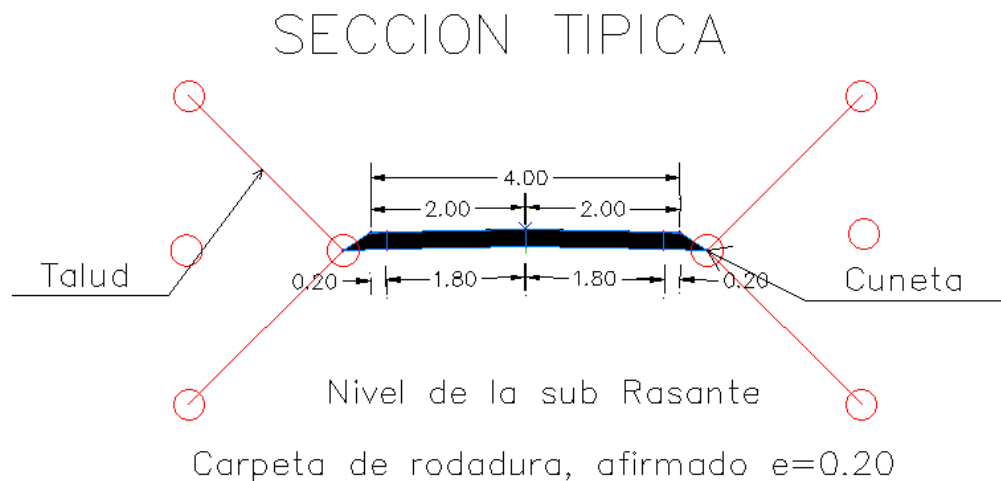 SECCION TIPICA
4.00
2.00 2.00
Talud 0.20 1.80 1.80 0.20 Cuneta
Nivel de la sub Rasante
Carpeta de rodadura, afirmado e=0.20